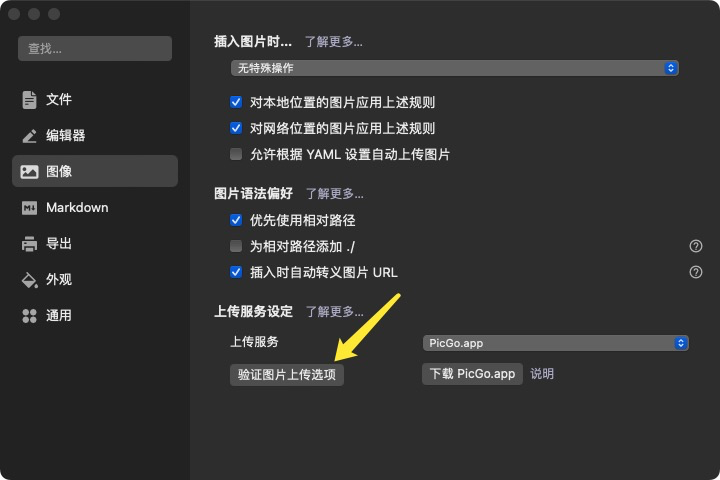 查找...
文件
编辑器
图像
Markdown
导出
外观
通用
插入图片时... 了解更多...
无特殊操作
对本地位置的图片应用上述规则
对网络位置的图片应用上述规则
允许根据 YAML 设置自动上传图片
图片语法偏好 了解更多...
优先使用相对路径
为相对路径添加 ./
插入时自动转义图片 URL
上传服务设定 了解更多...
上传服务 PicGo.app
验证图片上传选项 下载 PicGo.app 说明